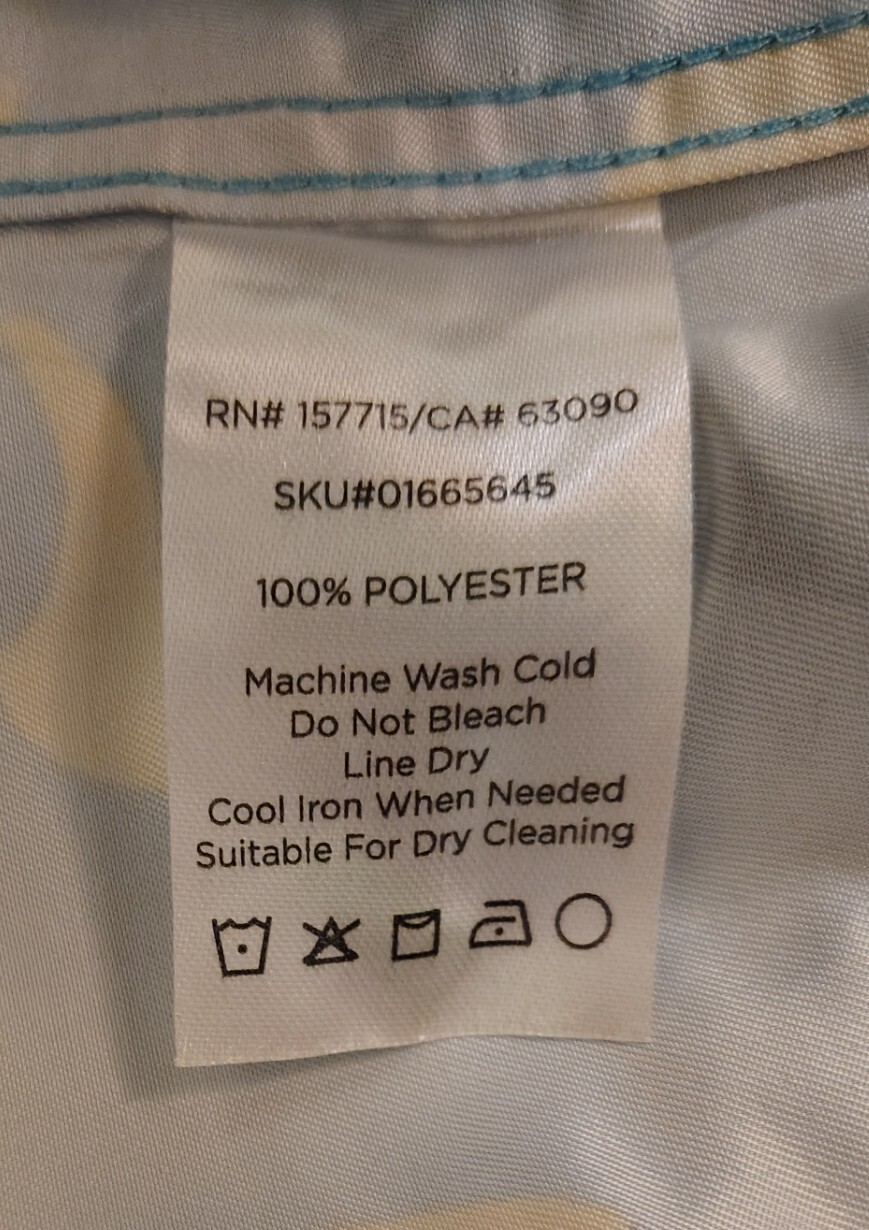 RN# 157715/CA# 63090
SKU#01665645
100% POLYESTER
Machine Wash Cold
Do Not Bleach
Line Dry
Cool Iron When Needed
Suitable For Dry Cleaning